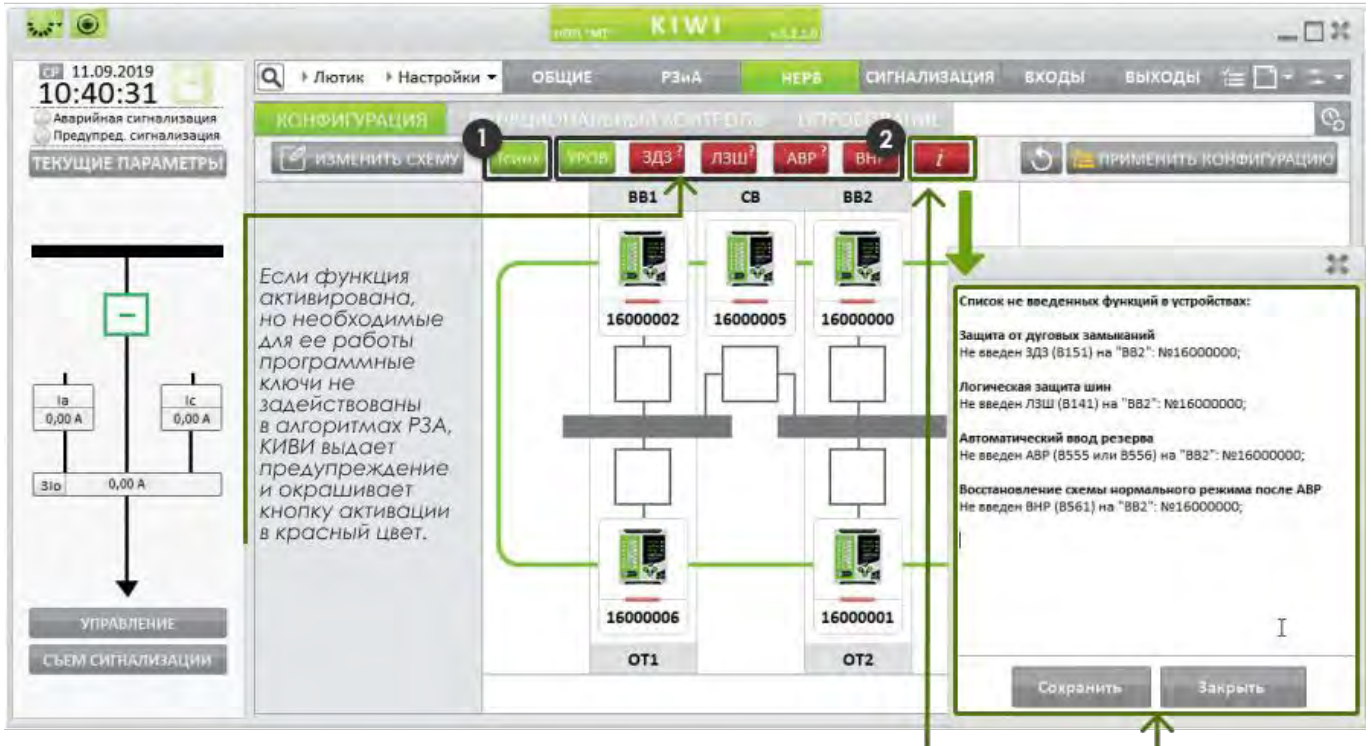 KIWI
СР 11.09.2019
10:40:31
Аварийная сигнализация
Предупред. сигнализация
ТЕКУЩИЕ ПАРАМЕТРЫ
Ia
0,00 А
Ic
0,00 А
3Io 0,00 А
УПРАВЛЕНИЕ
СЪЕМ СИГНАЛИЗАЦИИ
Лютик Настройки ОБЩИЕ РЗиА НЕРВ СИГНАЛИЗАЦИЯ ВХОДЫ ВЫХОДЫ
КОНФИГУРАЦИЯ
1 2
ИЗМЕНИТЬ СХЕМУ УРОВ ЗДЗ? ЛЗШ? АВР? ВНР i ПРИМЕНИТЬ КОНФИГУРАЦИЮ
ВВ1 СВ ВВ2
16000002 16000005 16000000
16000006 16000001
ОТ1 ОТ2
Если функция
активирована,
но необходимые
для ее работы
программные
ключи не
задействованы
в алгоритмах РЗА,
КИВИ выдает
предупреждение
и окрашивает
кнопку активации
в красный цвет.
Список не введенных функций в устройствах:
Защита от дуговых замыканий
Не введен ЗДЗ (B151) на "ВВ2": №16000000;
Логическая защита шин
Не введен ЛЗШ (B141) на "ВВ2": №16000000;
Автоматический ввод резерва
Не введен АВР (B555 или B556) на "ВВ2": №16000000;
Восстановление схемы нормального режима после АВР
Не введен ВНР (B561) на "ВВ2": №16000000;
Сохранить Закрыть